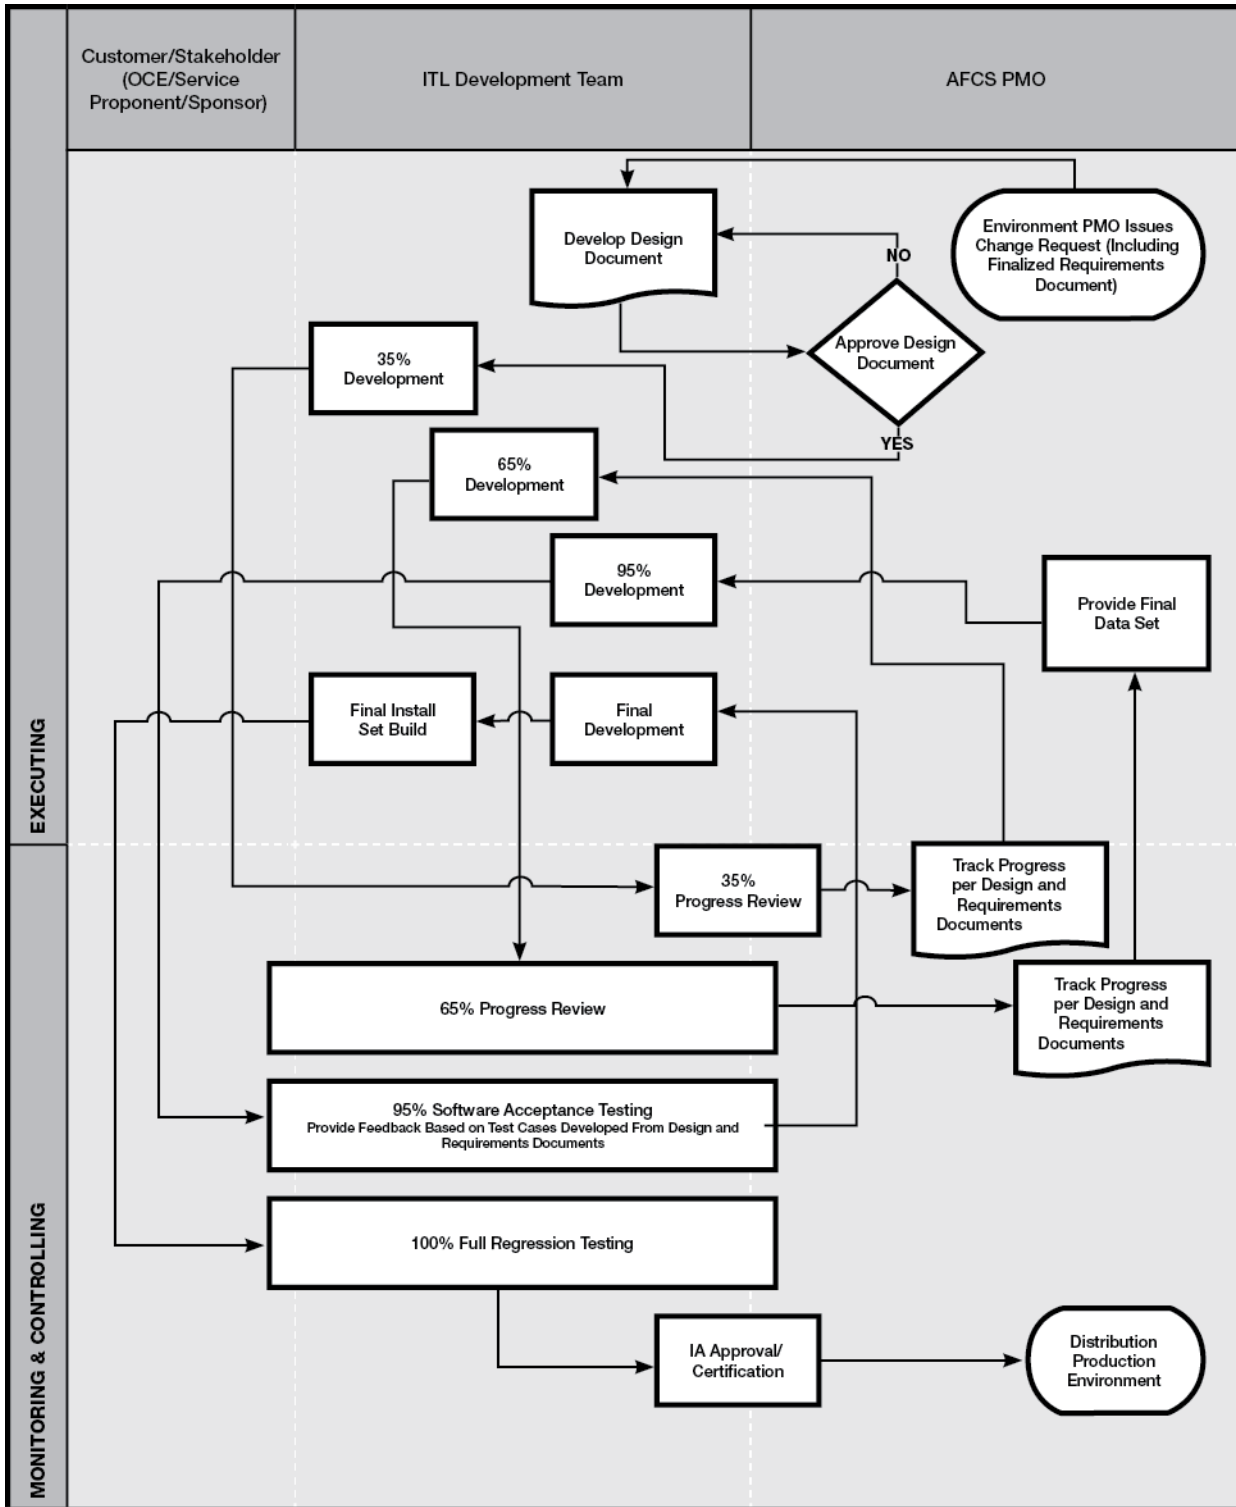 Customer/Stakeholder
(OCE/Service
Proponent/Sponsor)
ITL Development Team
AFCS PMO
EXECUTING
Environment PMO Issues
Change Request (Including
Finalized Requirements
Document)
Develop Design
Document
NO
Approve Design
Document
YES
35%
Development
65%
Development
95%
Development
Provide Final
Data Set
Final Install
Set Build
Final
Development
MONITORING & CONTROLLING
35%
Progress Review
Track Progress
per Design and
Requirements
Documents
65% Progress Review
Track Progress
per Design and
Requirements
Documents
95% Software Acceptance Testing
Provide Feedback Based on Test Cases Developed From Design and
Requirements Documents
100% Full Regression Testing
IA Approval/
Certification
Distribution
Production
Environment